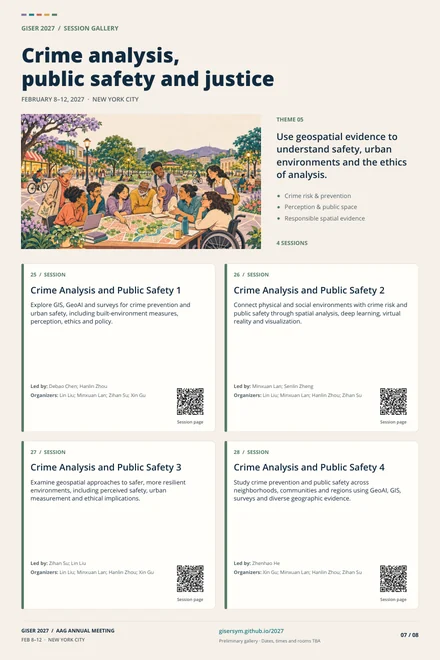 GISER 2027 / SESSION GALLERY
Crime analysis,
public safety and justice
FEBRUARY 8–12, 2027 · NEW YORK CITY
THEME 05
Use geospatial evidence to
understand safety, urban
environments and the ethics
of analysis.
• Crime risk & prevention
• Perception & public space
• Responsible spatial evidence
4 SESSIONS
25 / SESSION
Crime Analysis and Public Safety 1
Explore GIS, GeoAI and surveys for crime prevention and
urban safety, including built-environment measures,
perception, ethics and policy.
Led by: Debao Chen; Hanlin Zhou
Organizers: Lin Liu; Minxuan Lan; Zihan Su; Xin Gu
Session page
26 / SESSION
Crime Analysis and Public Safety 2
Connect physical and social environments with crime risk and
public safety through spatial analysis, deep learning, virtual
reality and visualization.
Led by: Minxuan Lan; Senlin Zheng
Organizers: Lin Liu; Minxuan Lan; Hanlin Zhou; Zihan Su
Session page
27 / SESSION
Crime Analysis and Public Safety 3
Examine geospatial approaches to safer, more resilient
environments, including perceived safety, urban
measurement and ethical implications.
Led by: Zihan Su; Lin Liu
Organizers: Lin Liu; Minxuan Lan; Hanlin Zhou; Xin Gu
Session page
28 / SESSION
Crime Analysis and Public Safety 4
Study crime prevention and public safety across
neighborhoods, communities and regions using GeoAI, GIS,
surveys and diverse geographic evidence.
Led by: Zhenhao He
Organizers: Xin Gu; Minxuan Lan; Hanlin Zhou; Zihan Su
Session page
GISER 2027 / AAG ANNUAL MEETING
FEB 8–12 · NEW YORK CITY
gisersym.github.io/2027
Preliminary gallery · Dates, times and rooms TBA
07 / 08